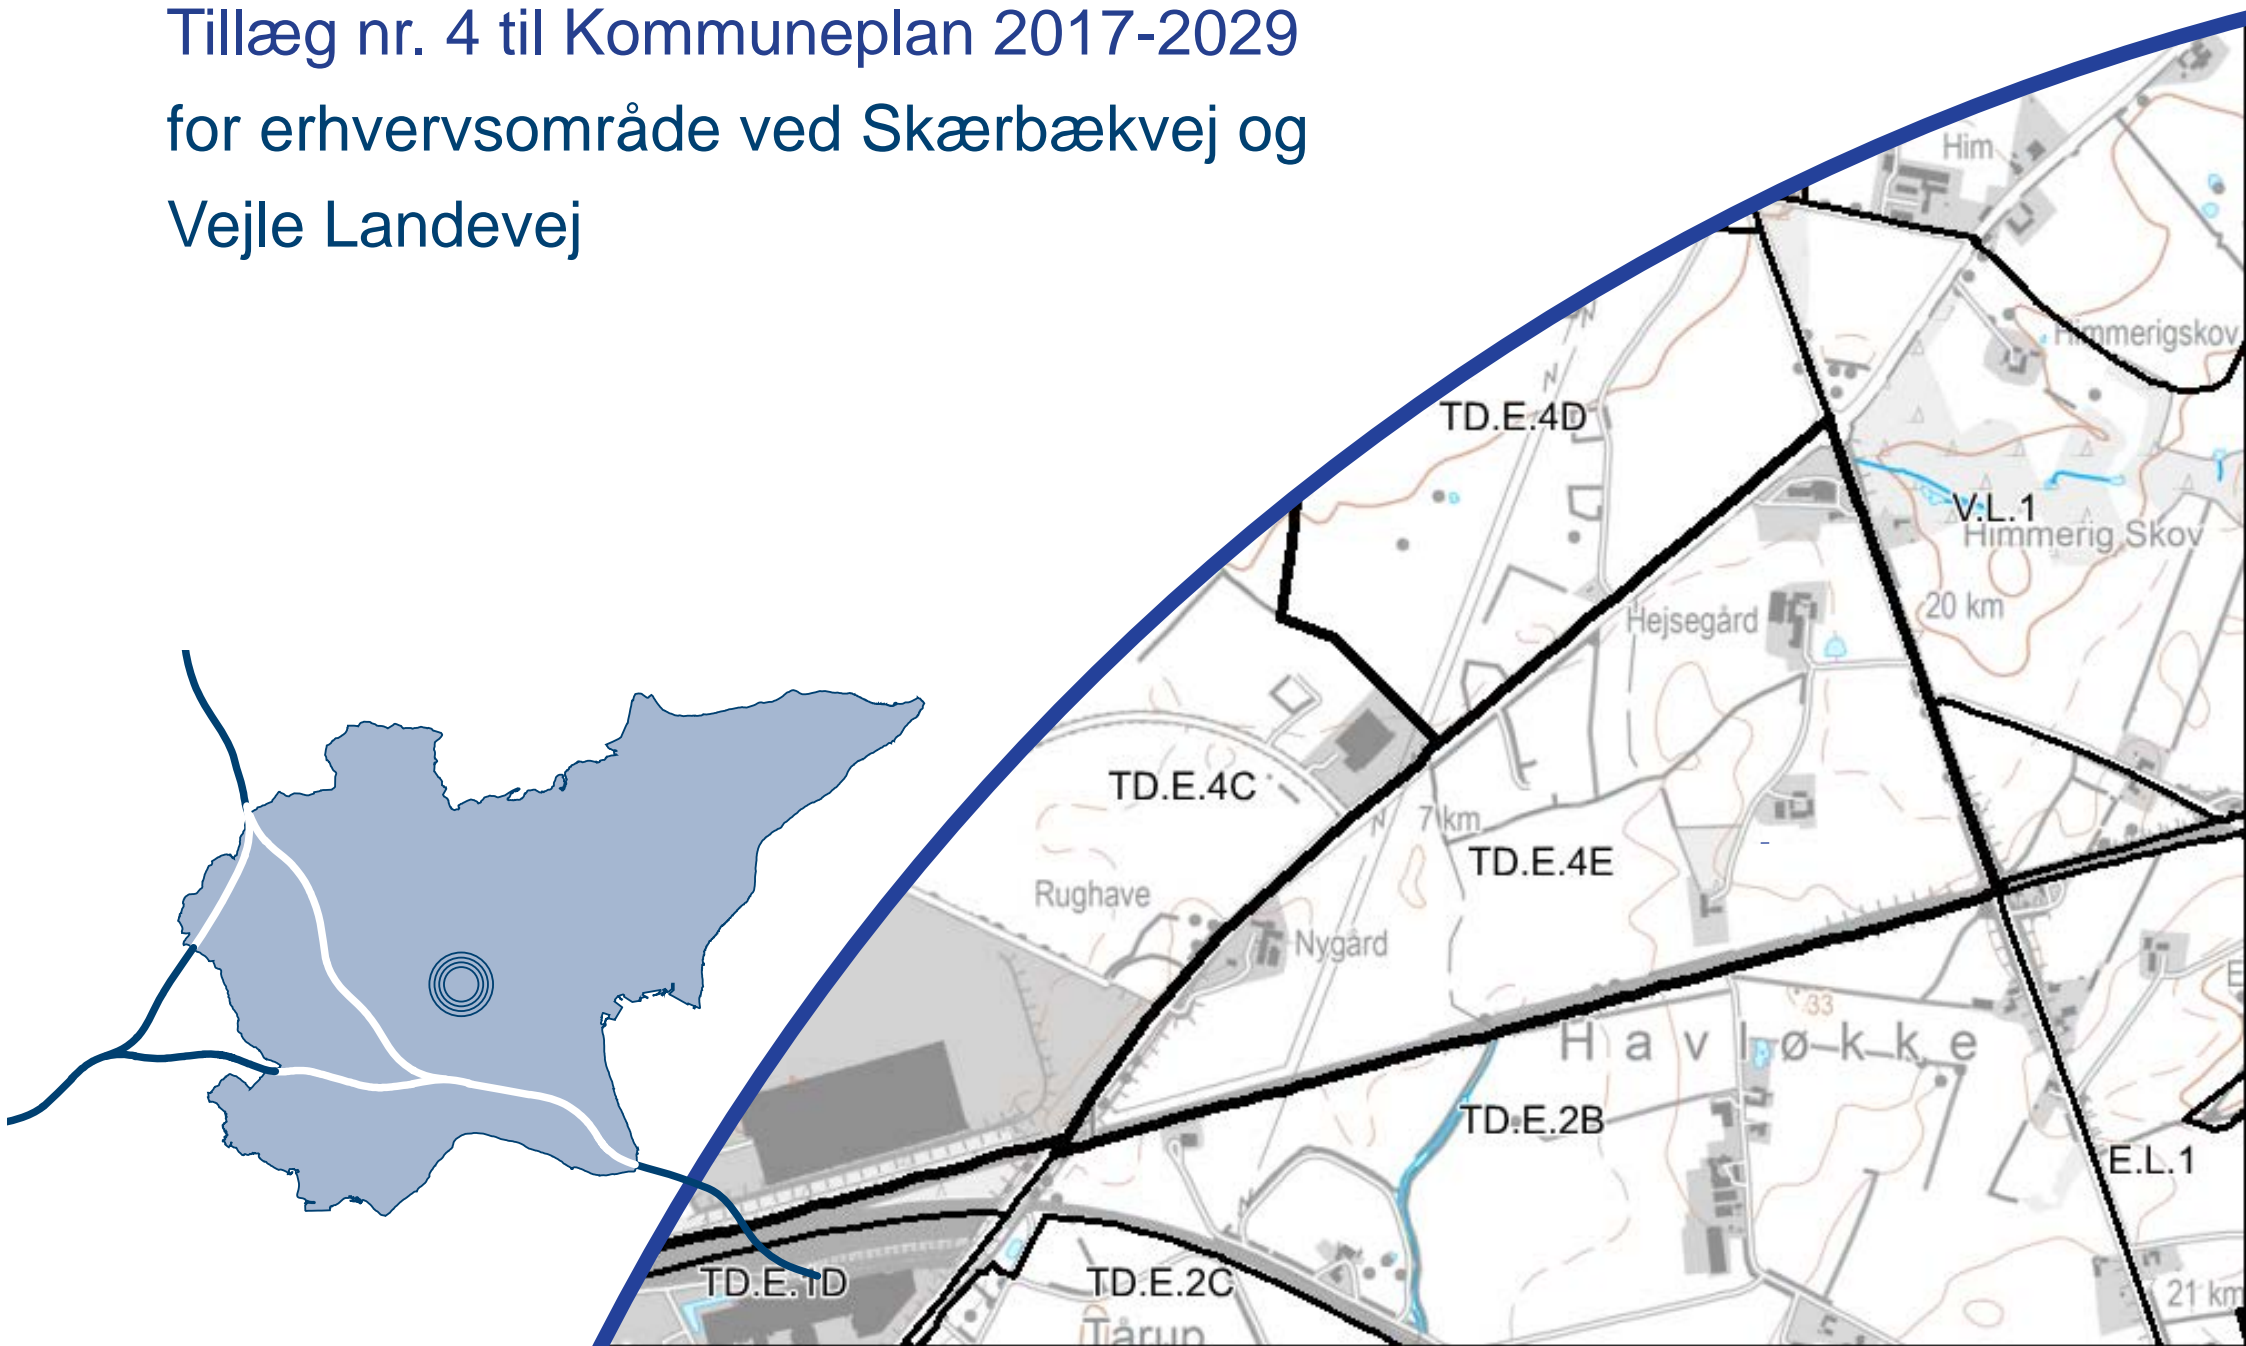 Tillæg nr. 4 til Kommuneplan 2017-2029
for erhvervsområde ved Skærbækvej og
Vejle Landevej
Him
Himmerigskov
TD.E.4D
V.L.1
Himmerig Skov
20 km
Hejsegård
TD.E.4C
7 km
TD.E.4E
Rughave
Nygård
33
Havløkke
TD.E.2B
E.L.1
TD.E.1D
TD.E.2C
21 km
Tårup